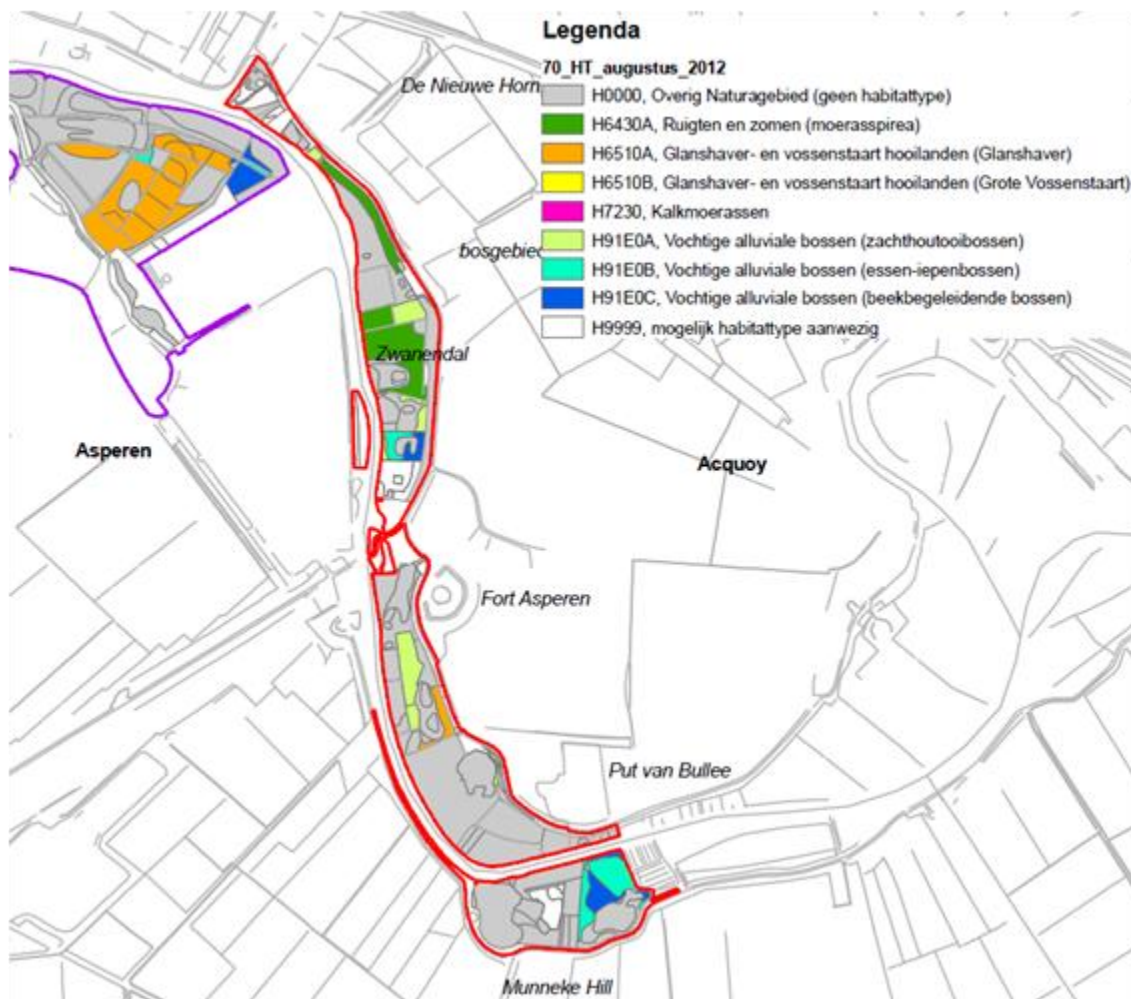 Legenda
70_HT_augustus_2012
H0000, Overig Naturagebied (geen habitattype)
H6430A, Ruigten en zomen (moerasspirea)
H6510A, Glanshaver- en vossenstaart hooilanden (Glanshaver)
H6510B, Glanshaver- en vossenstaart hooilanden (Grote Vossenstaart)
H7230, Kalkmoerassen
H91E0A, Vochtige alluviale bossen (zachthoutooibossen)
H91E0B, Vochtige alluviale bossen (essen-iepenbossen)
H91E0C, Vochtige alluviale bossen (beekbegeleidende bossen)
H9999, mogelijk habitattype aanwezig
De Nieuwe Horn
bosgebied
Zwanendal
Asperen
Acquoy
Fort Asperen
Put van Bullee
Munneke Hill